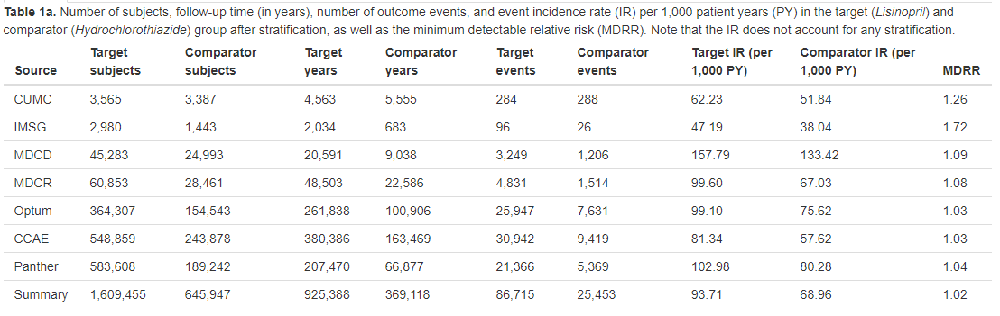 Table 1a. Number of subjects, follow-up time (in years), number of outcome events, and event incidence rate (IR) per 1,000 patient years (PY) in the target (Lisinopril) and
comparator (Hydrochlorothiazide) group after stratification, as well as the minimum detectable relative risk (MDRR). Note that the IR does not account for any stratification.
Target Comparator Target Comparator Target Comparator Target IR (per Comparator IR (per
Source subjects subjects years years events events 1,000 PY) 1,000 PY) MDRR
CUMC 3,565 3,387 4,563 5,555 284 288 62.23 51.84 1.26
IMSG 2,980 1,443 2,034 683 96 26 47.19 38.04 1.72
MDCD 45,283 24,993 20,591 9,038 3,249 1,206 157.79 133.42 1.09
MDCR 60,853 28,461 48,503 22,586 4,831 1,514 99.60 67.03 1.08
Optum 364,307 154,543 261,838 100,906 25,947 7,631 99.10 75.62 1.03
CCAE 548,859 243,878 380,386 163,469 30,942 9,419 81.34 57.62 1.03
Panther 583,608 189,242 207,470 66,877 21,366 5,369 102.98 80.28 1.04
Summary 1,609,455 645,947 925,388 369,118 86,715 25,453 93.71 68.96 1.02